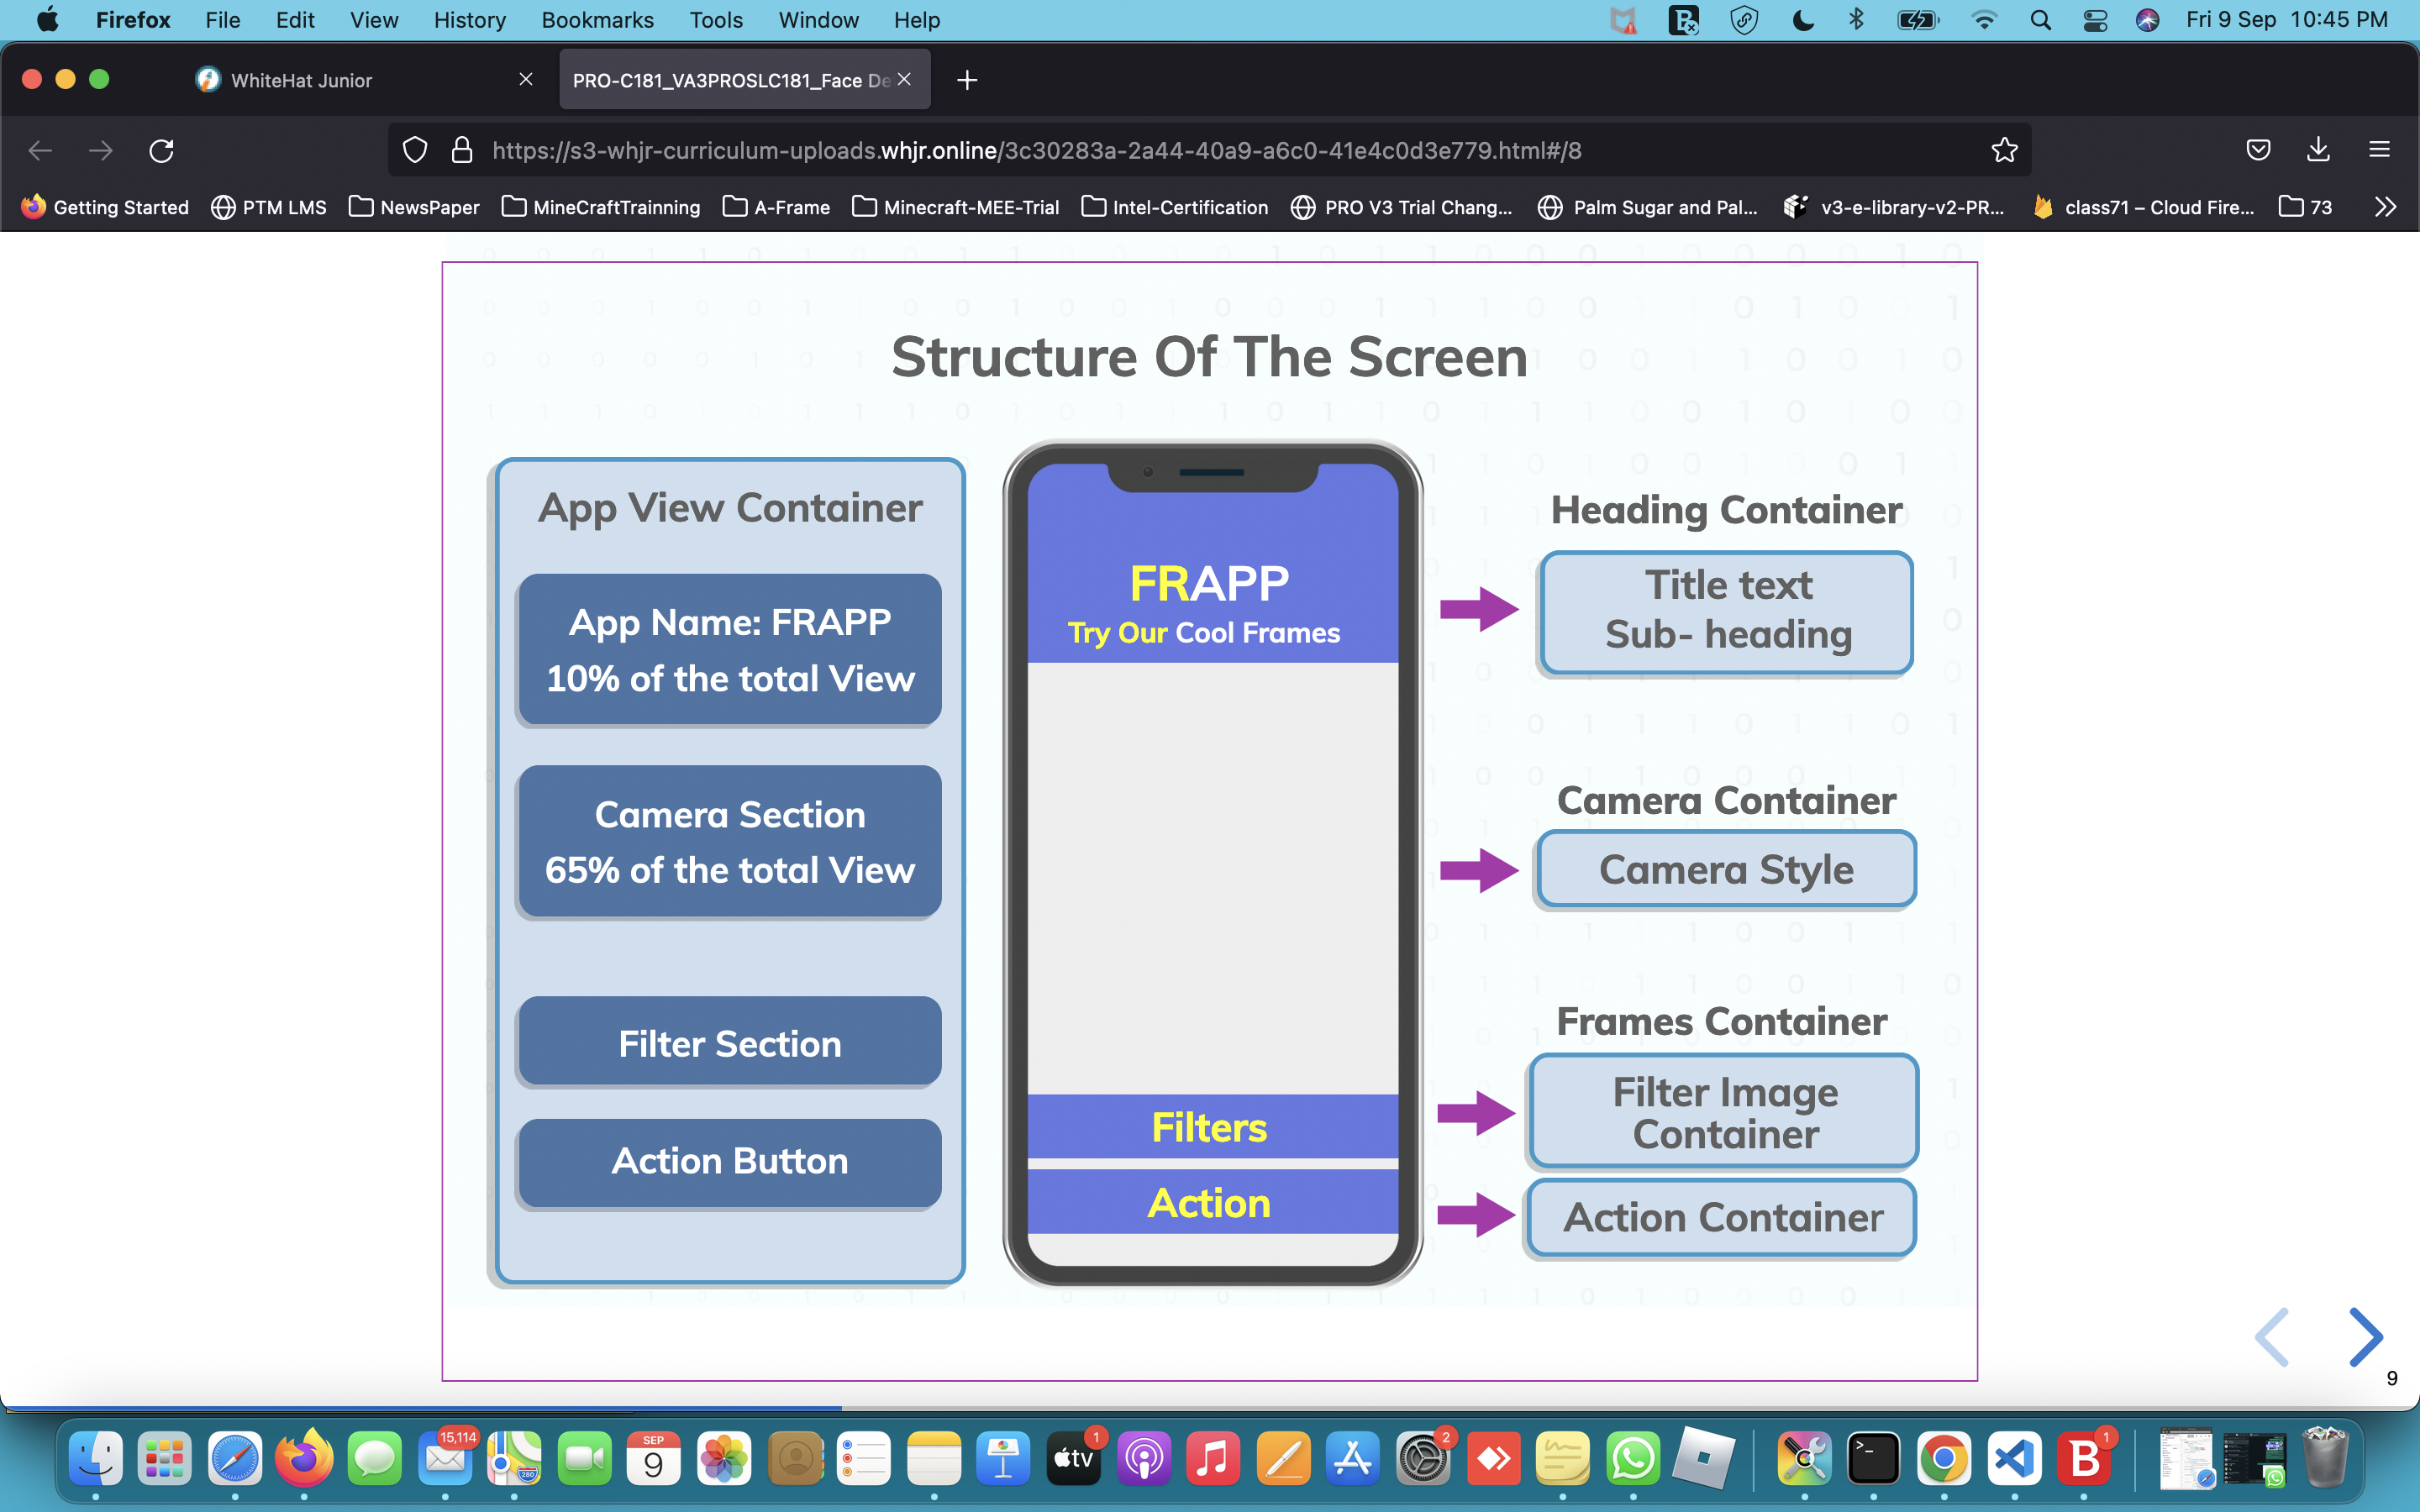 Firefox File Edit View History Bookmarks Tools Window Help
Fri 9 Sep 10:45 PM
WhiteHat Junior
PRO-C181_VA3PROSLC181_Face De
https://s3-whjr-curriculum-uploads.whjr.online/3c30283a-2a44-40a9-a6c0-41e4c0d3e779.html#/8
Getting Started PTM LMS NewsPaper MineCraftTrainning A-Frame Minecraft-MEE-Trial Intel-Certification PRO V3 Trial Chang... Palm Sugar and Pal... v3-e-library-v2-PR... class71 – Cloud Fire... 73
Structure Of The Screen
App View Container
App Name: FRAPP
10% of the total View
Camera Section
65% of the total View
Filter Section
Action Button
FRAPP
Try Our Cool Frames
Filters
Action
Heading Container
Title text
Sub- heading
Camera Container
Camera Style
Frames Container
Filter Image
Container
Action Container
9
15,114
280
SEP
9
tv
1
2
B
1